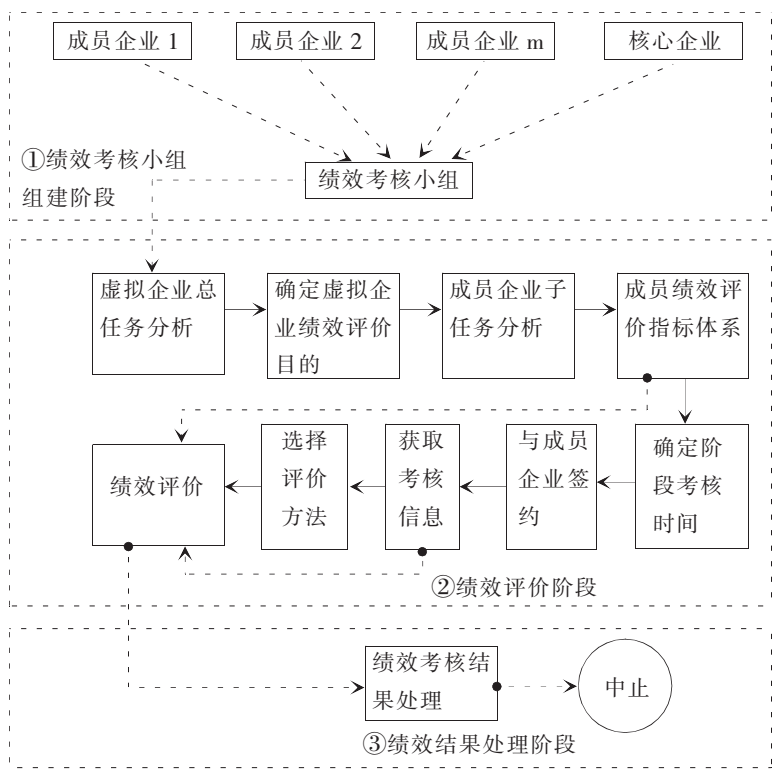 成员企业 1
成员企业 2
成员企业 m
核心企业
①绩效考核小组
组建阶段
绩效考核小组
虚拟企业总
任务分析
确定虚拟企
业绩效评价
目的
成员企业子
任务分析
成员绩效评
价指标体系
绩效评价
选择
评价
方法
获取
考核
信息
与成员
企业签
约
确定阶
段考核
时间
②绩效评价阶段
绩效考核结
果处理
中止
③绩效结果处理阶段